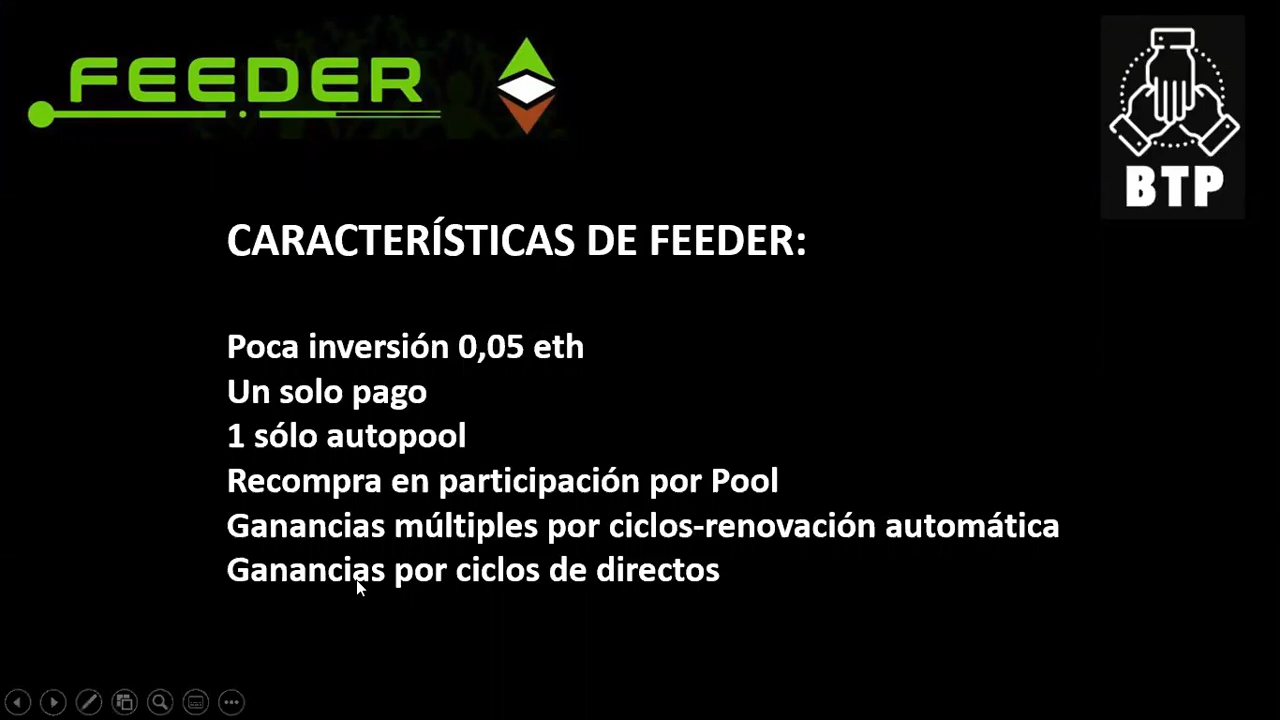 FEEDER
BTP
CARACTERÍSTICAS DE FEEDER:
Poca inversión 0,05 eth
Un solo pago
1 sólo autopool
Recompra en participación por Pool
Ganancias múltiples por ciclos-renovación automática
Ganancias por ciclos de directos